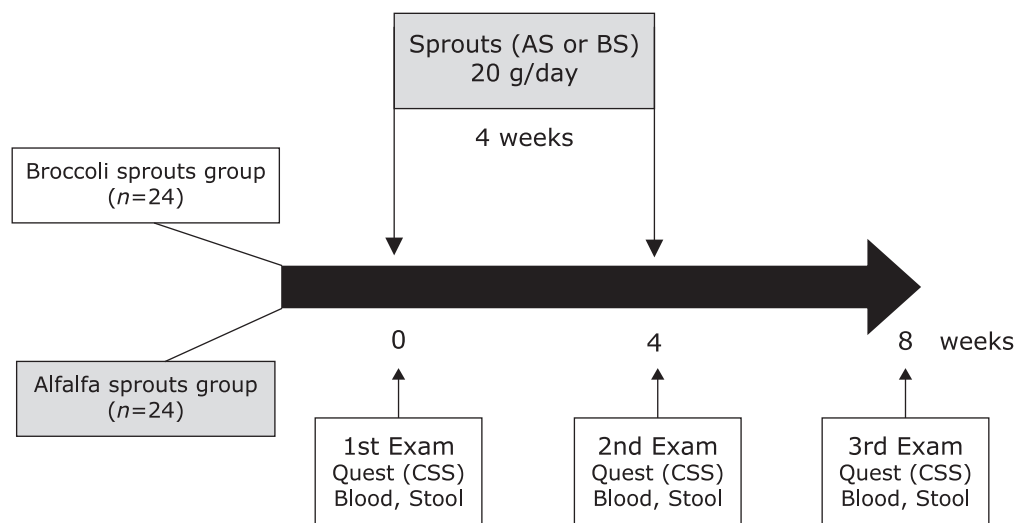 Sprouts (AS or BS)
20 g/day
4 weeks
Broccoli sprouts group
(n=24)
Alfalfa sprouts group
(n=24)
0
4
8 weeks
1st Exam
Quest (CSS)
Blood, Stool
2nd Exam
Quest (CSS)
Blood, Stool
3rd Exam
Quest (CSS)
Blood, Stool